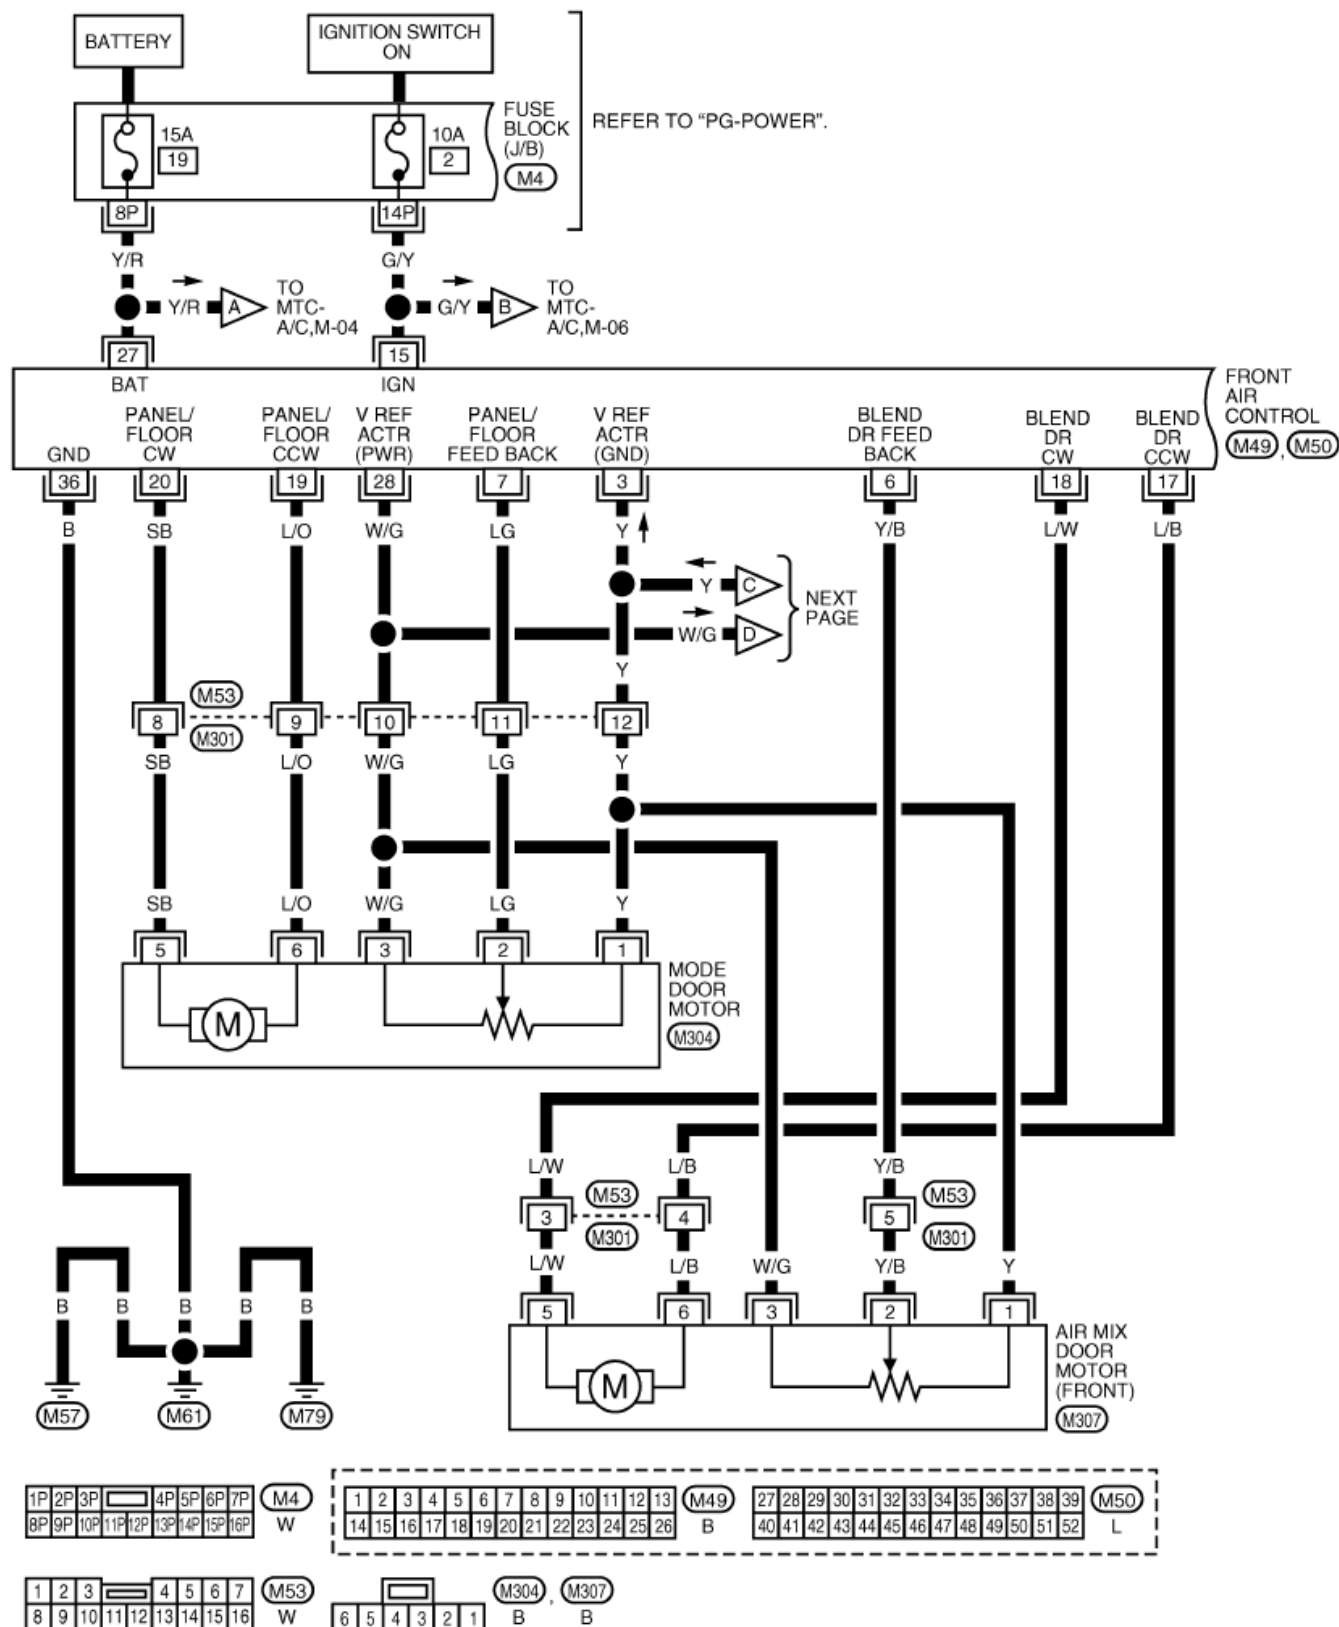 BATTERY
IGNITION SWITCH
ON
15A
19
10A
2
FUSE
BLOCK
(J/B)
M4
REFER TO “PG-POWER”.
8P
14P
Y/R
G/Y
Y/R
A
TO
MTC-
A/C,M-04
G/Y
B
TO
MTC-
A/C,M-06
27
15
BAT
IGN
FRONT
AIR
CONTROL
M49 , M50
GND
PANEL/
FLOOR
CW
PANEL/
FLOOR
CCW
V REF
ACTR
(PWR)
PANEL/
FLOOR
FEED BACK
V REF
ACTR
(GND)
BLEND
DR FEED
BACK
BLEND
DR
CW
BLEND
DR
CCW
36 20 19 28 7 3 6 18 17
B SB L/O W/G LG Y Y/B L/W L/B
Y
C
W/G
D
NEXT
PAGE
Y
M53
8 9 10 11 12
M301
SB L/O W/G LG Y
SB L/O W/G LG Y
5 6 3 2 1
M
MODE
DOOR
MOTOR
M304
L/W L/B Y/B
M53
M53
3 4 5
M301
M301
L/W L/B W/G Y/B Y
5 6 3 2 1
M
AIR MIX
DOOR
MOTOR
(FRONT)
M307
B B B B B
M57 M61 M79
1P 2P 3P 4P 5P 6P 7P
8P 9P 10P 11P 12P 13P 14P 15P 16P
M4
W
1 2 3 4 5 6 7 8 9 10 11 12 13
14 15 16 17 18 19 20 21 22 23 24 25 26
M49
B
27 28 29 30 31 32 33 34 35 36 37 38 39
40 41 42 43 44 45 46 47 48 49 50 51 52
M50
L
1 2 3 4 5 6 7
8 9 10 11 12 13 14 15 16
M53
W
6 5 4 3 2 1
M304 , M307
B B